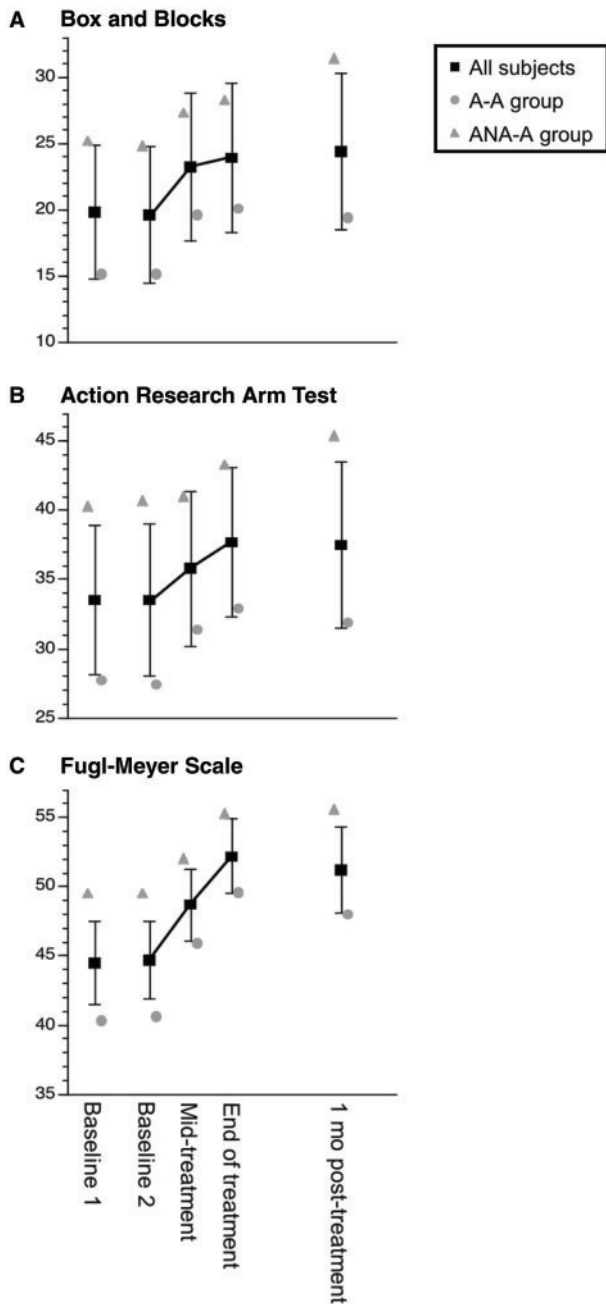 A Box and Blocks
All subjects
A-A group
ANA-A group
30
25
20
15
10
B Action Research Arm Test
45
40
35
30
25
C Fugl-Meyer Scale
55
50
45
40
35
Baseline 1
Baseline 2
Mid-treatment
End of treatment
1 mo post-treatment